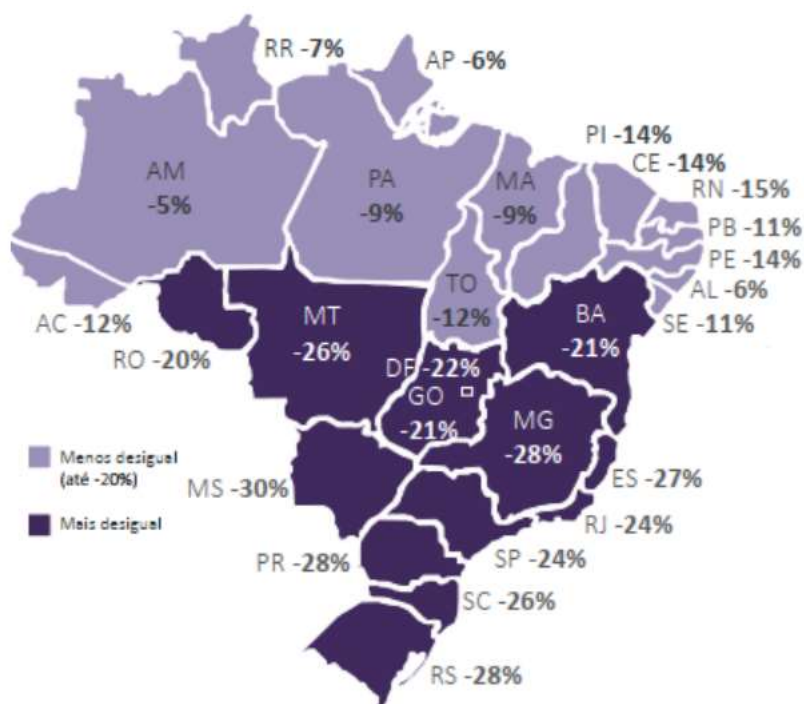 RR -7%
AP -6%
PI -14%
CE -14%
RN -15%
AM
-5%
PA
-9%
MA
-9%
PB -11%
PE -14%
AL -6%
SE -11%
TO
-12%
AC -12%
RO -20%
MT
-26%
BA
-21%
DF -22%
GO
-21%
MG
-28%
Menos desigual
(até -20%)
Mais desigual
MS -30%
ES -27%
RJ -24%
SP -24%
PR -28%
SC -26%
RS -28%